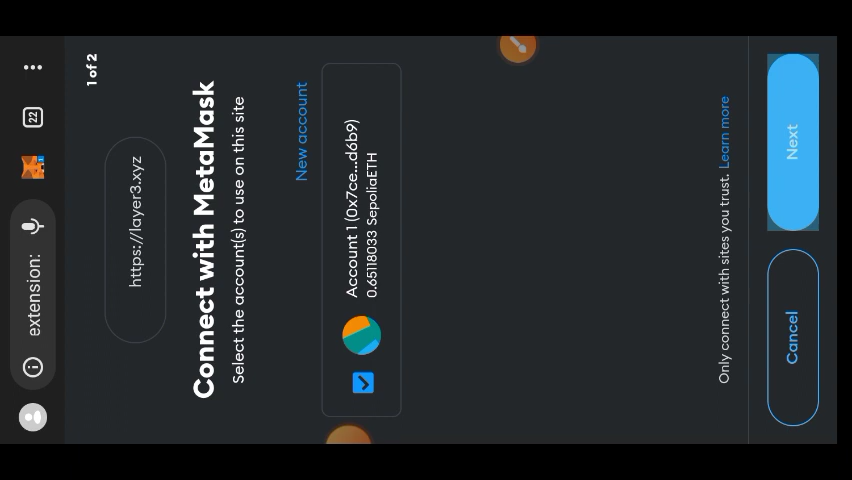 extension:
22
1 of 2
https://layer3.xyz
Connect with MetaMask
Select the account(s) to use on this site
New account
Account 1 (0x7ce...d6b9)
0.65118033 SepoliaETH
Only connect with sites you trust. Learn more
Cancel
Next